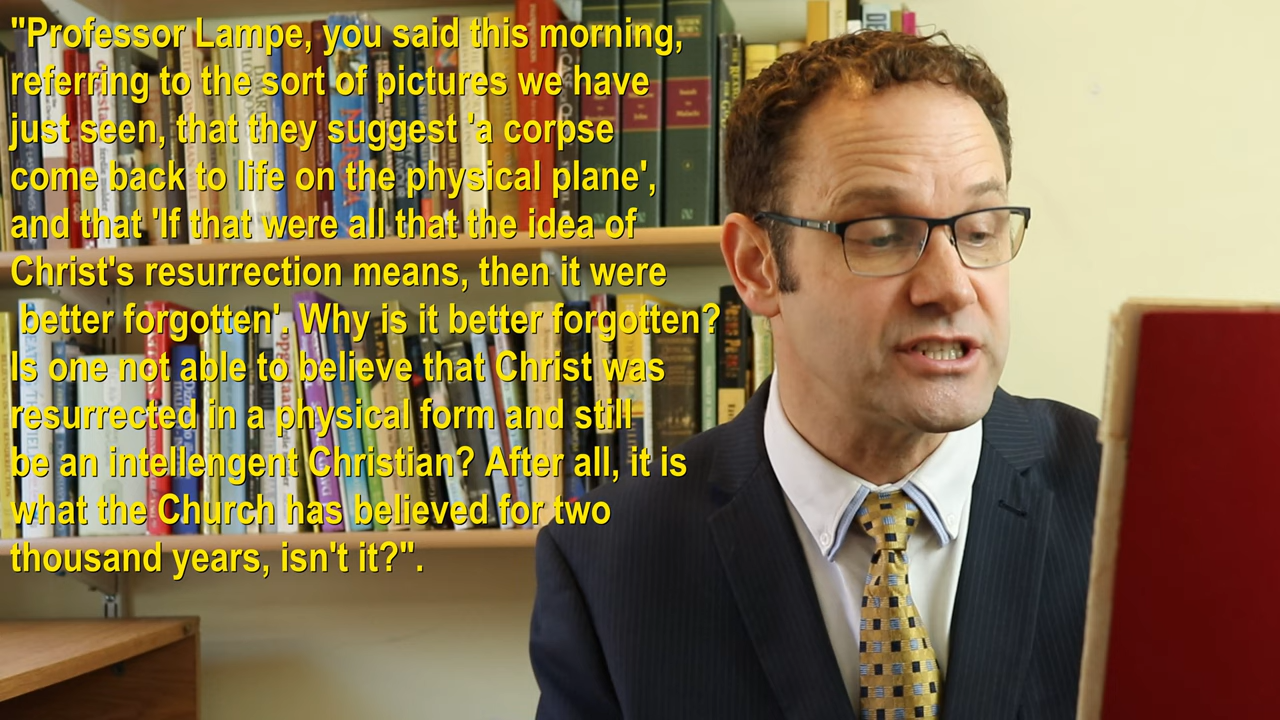 "Professor Lampe, you said this morning,
referring to the sort of pictures we have
just seen, that they suggest 'a corpse
come back to life on the physical plane',
and that 'If that were all that the idea of
Christ's resurrection means, then it were
better forgotten'. Why is it better forgotten?
Is one not able to believe that Christ was
resurrected in a physical form and still
be an intellengent Christian? After all, it is
what the Church has believed for two
thousand years, isn't it?".